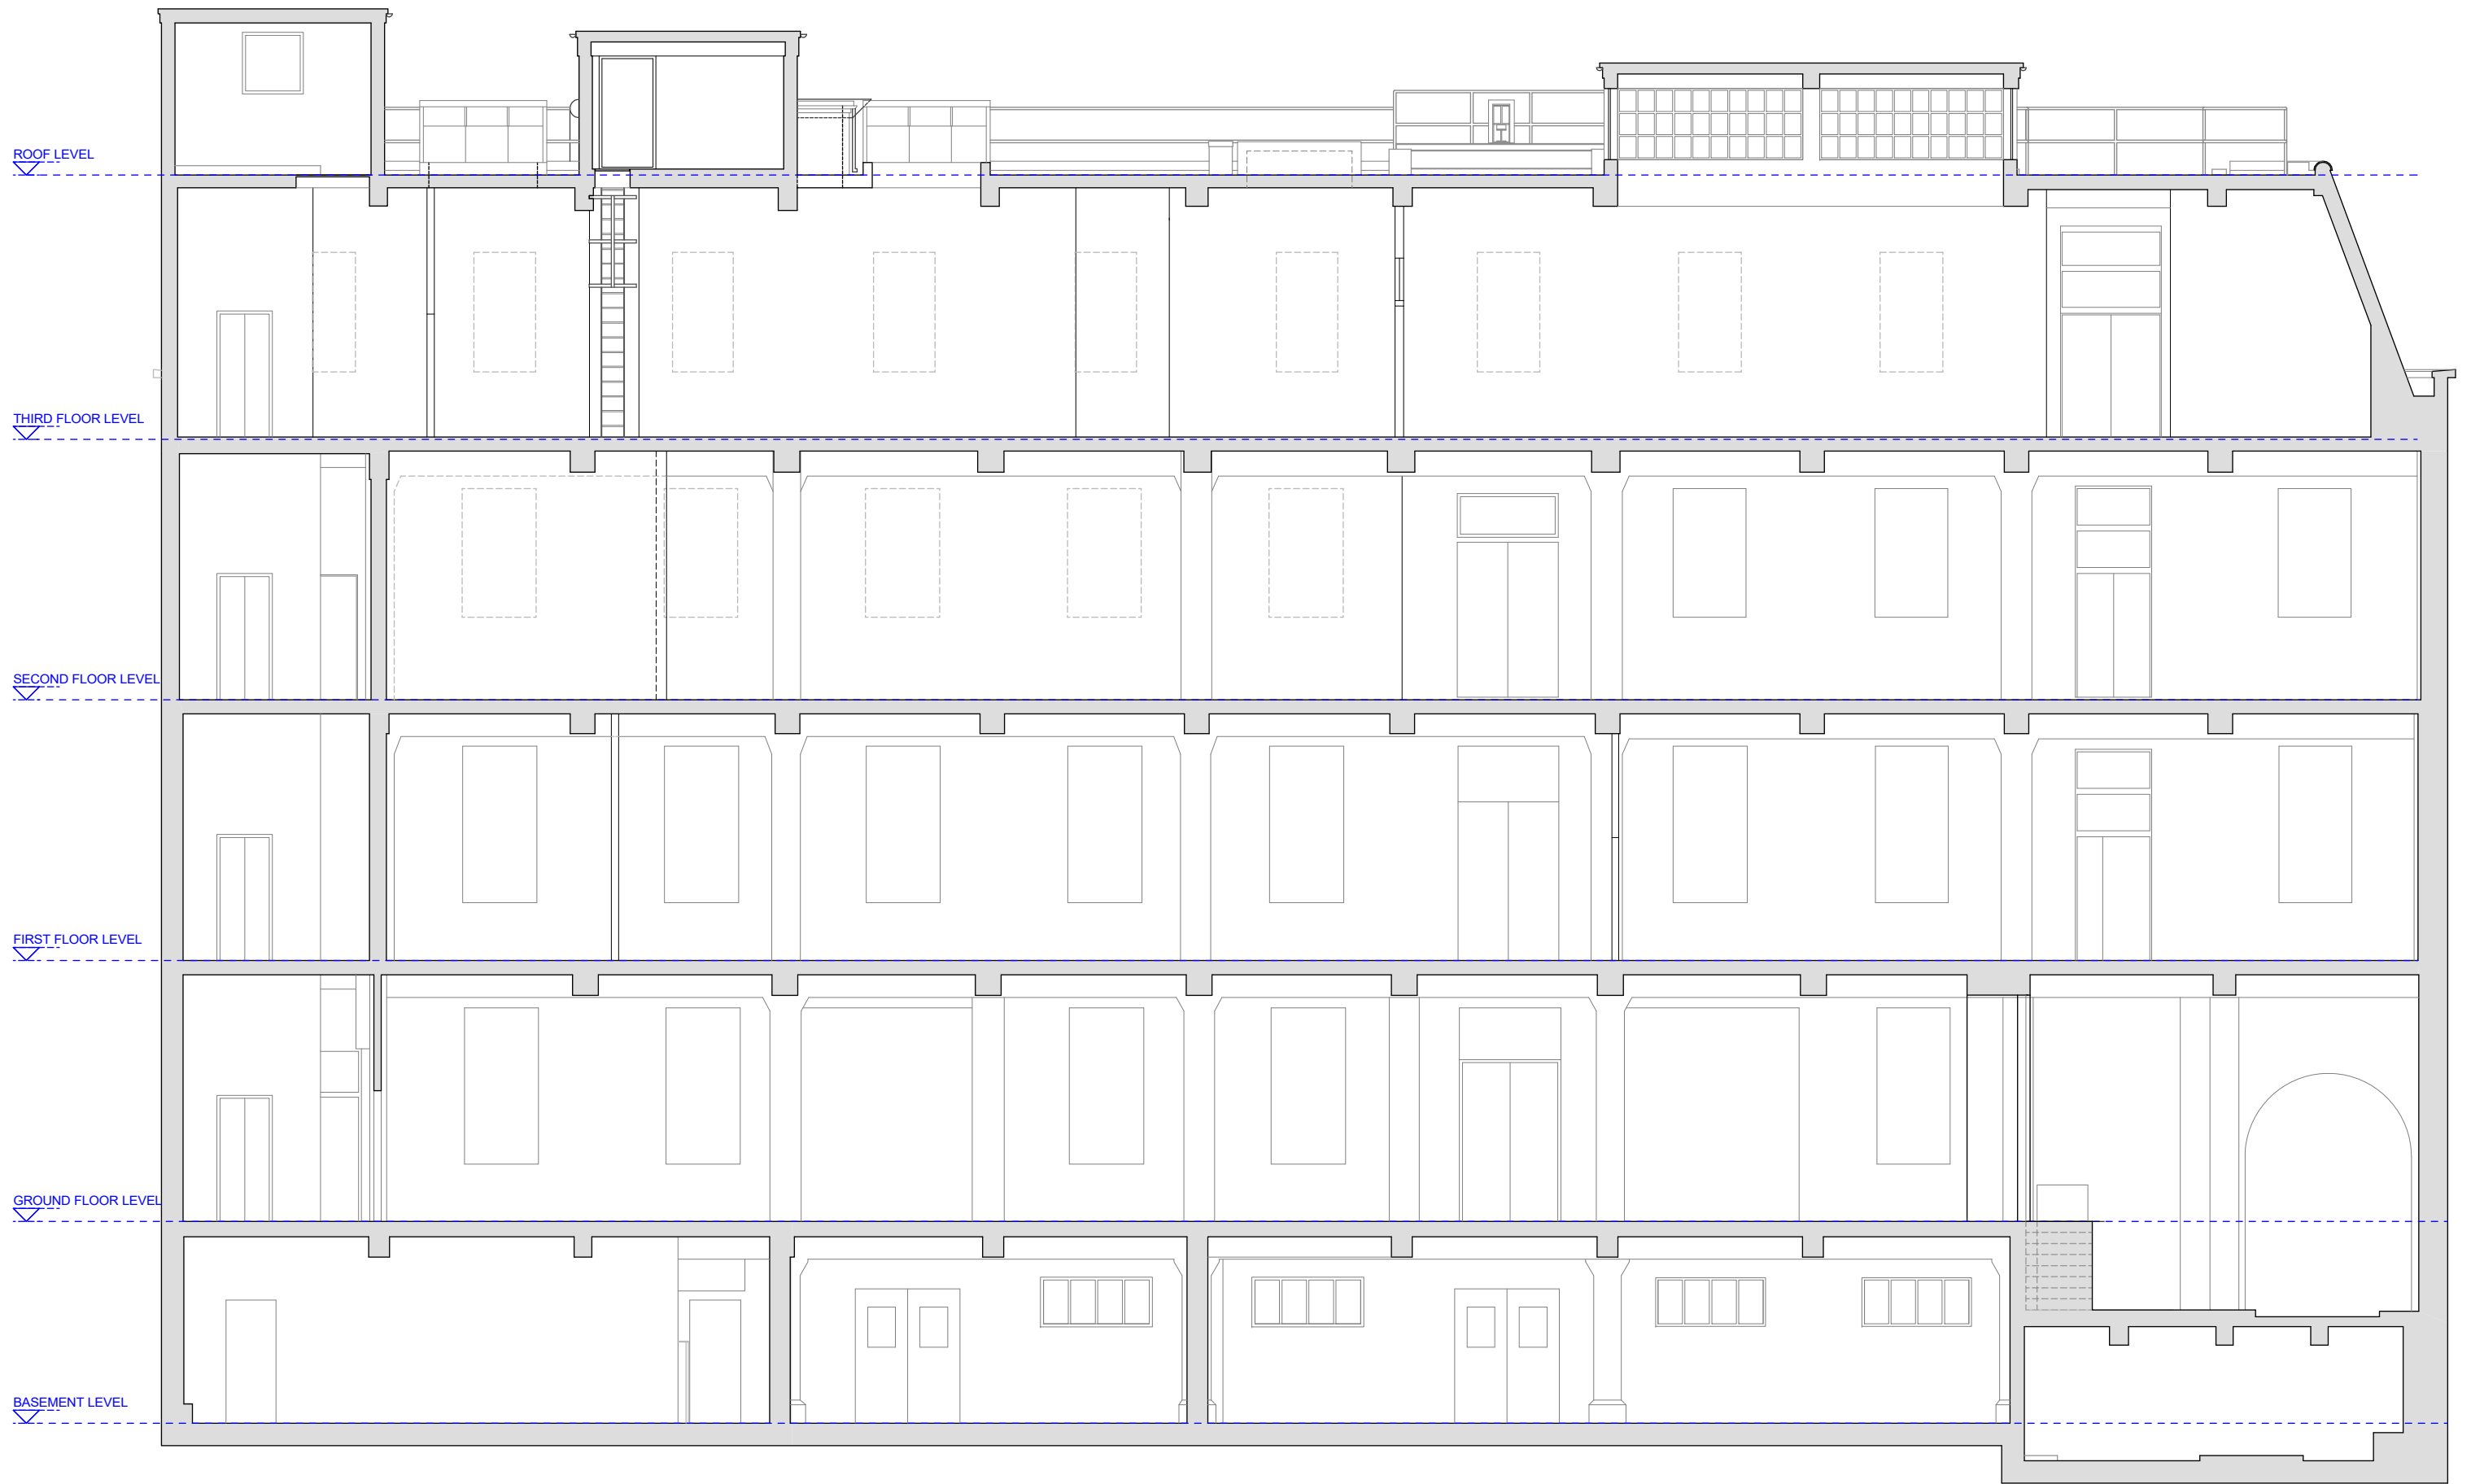 ROOF LEVEL
THIRD FLOOR LEVEL
SECOND FLOOR LEVEL
FIRST FLOOR LEVEL
GROUND FLOOR LEVEL
BASEMENT LEVEL